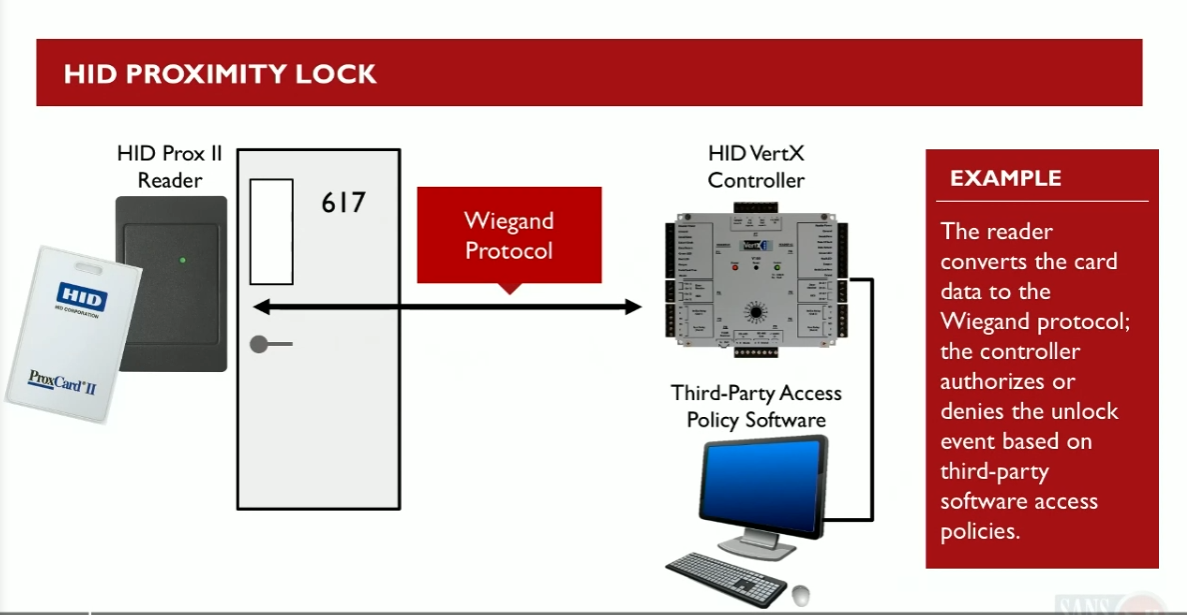 HID PROXIMITY LOCK
HID Prox II
Reader
617
Wiegand
Protocol
HID VertX
Controller
HID
HID CORPORATION
ProxCard® II
VertX
Third-Party Access
Policy Software
EXAMPLE
The reader
converts the card
data to the
Wiegand protocol;
the controller
authorizes or
denies the unlock
event based on
third-party
software access
policies.
SANS